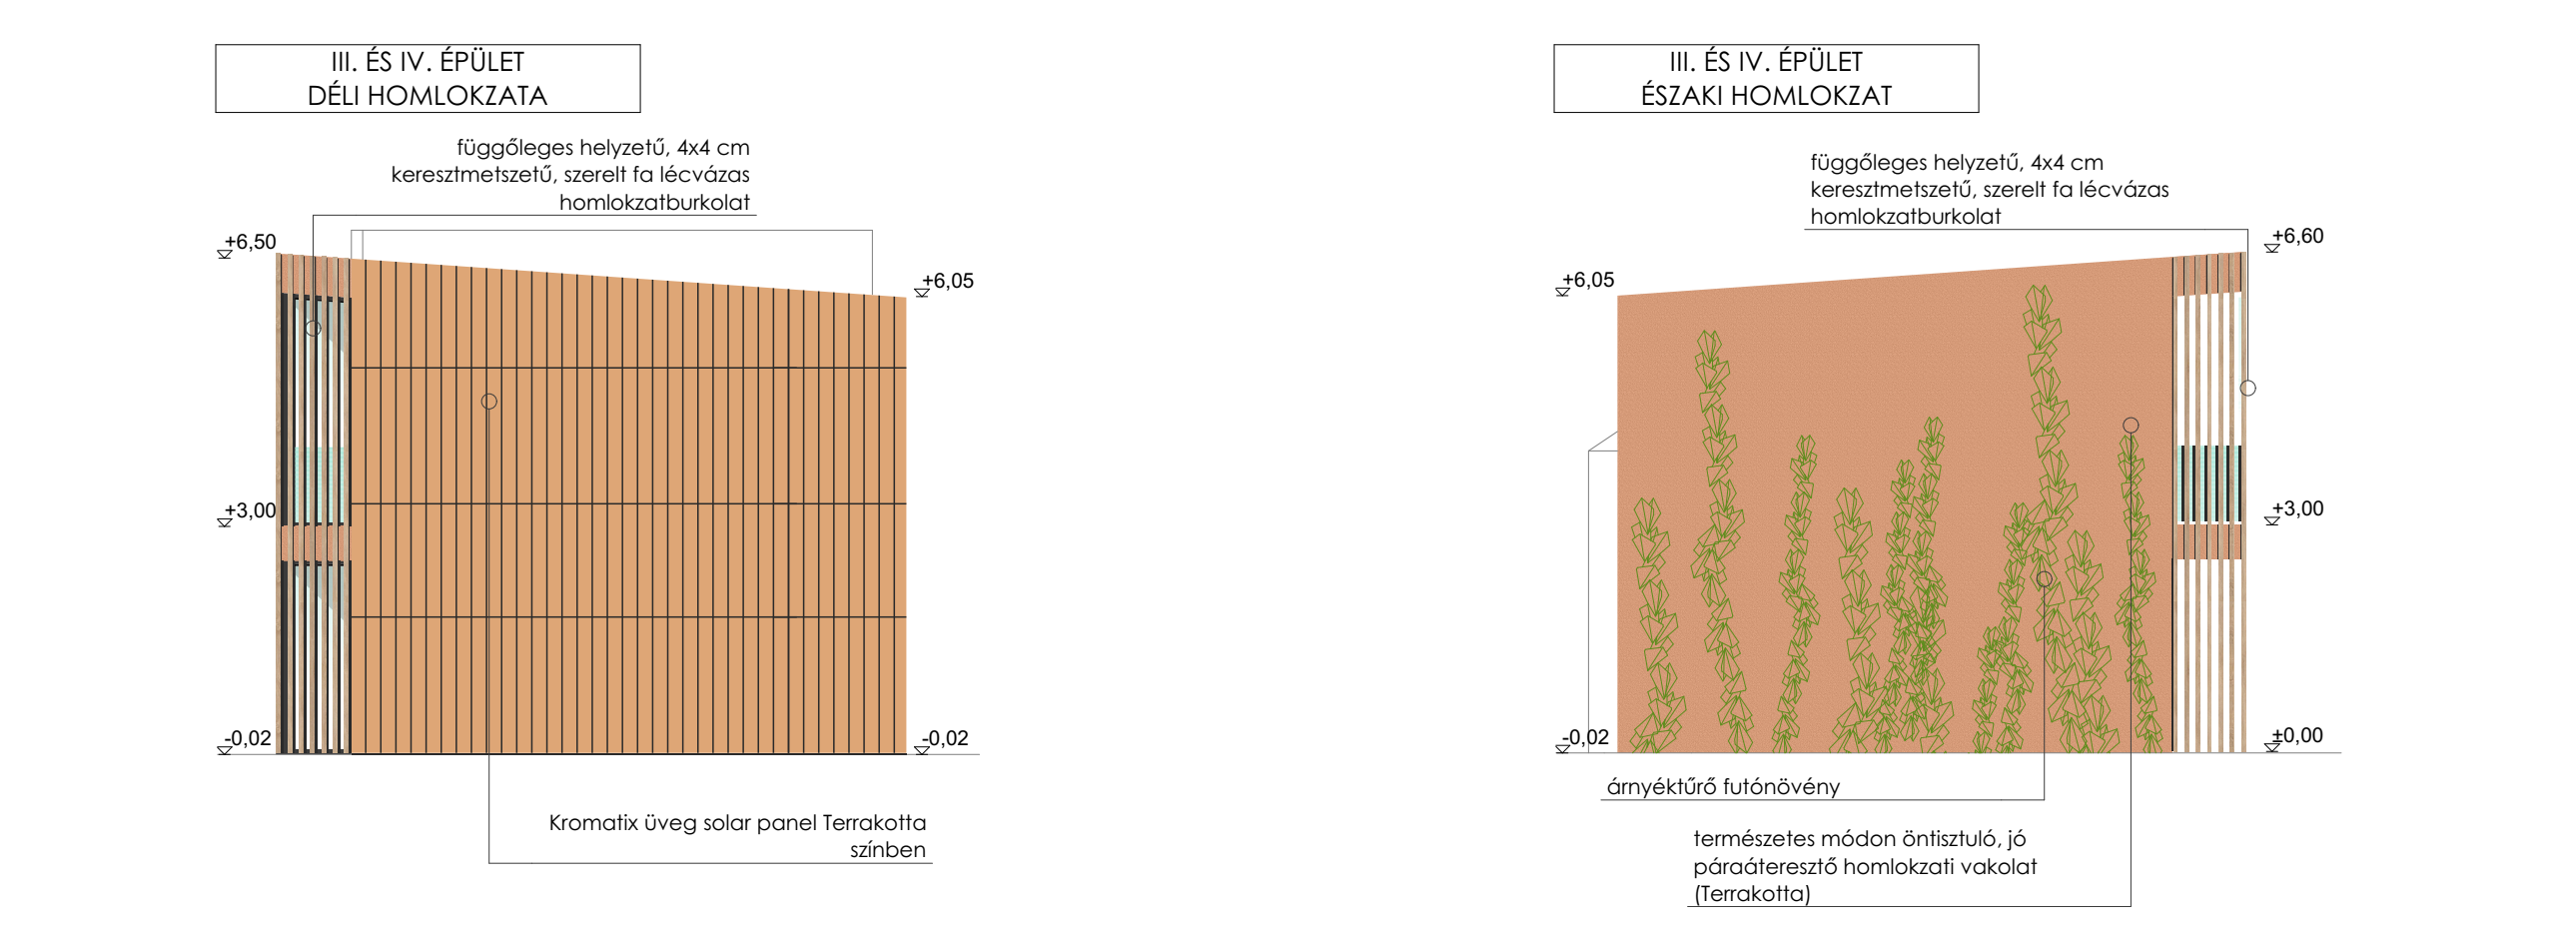 III. ÉS IV. ÉPÜLET
DÉLI HOMLOKZATA
függőleges helyzetű, 4x4 cm
keresztmetszetű, szerelt fa lécvázas
homlokzatburkolat
+6,50
+6,05
+3,00
-0,02
-0,02
Kromatix üveg solar panel Terrakotta
színben
III. ÉS IV. ÉPÜLET
ÉSZAKI HOMLOKZAT
függőleges helyzetű, 4x4 cm
keresztmetszetű, szerelt fa lécvázas
homlokzatburkolat
+6,60
+6,05
+3,00
-0,02
±0,00
árnyéktűrő futónövény
természetes módon öntisztuló, jó
páraáteresztő homlokzati vakolat
(Terrakotta)